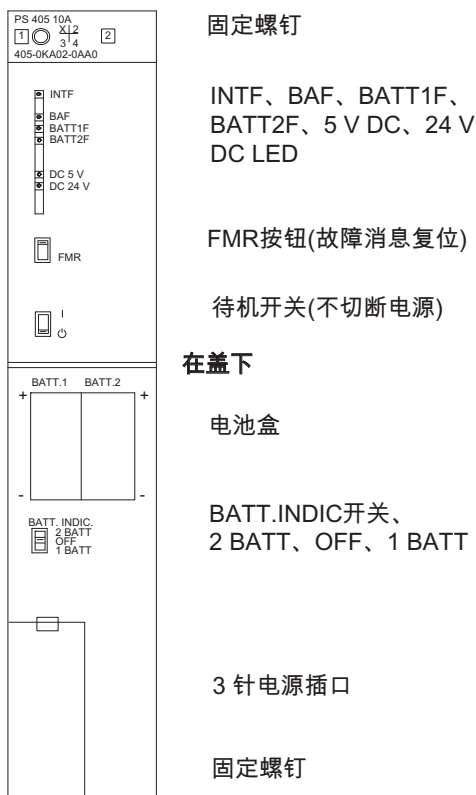 PS 405 10A
1 X 2 2
3 4
405-0KA02-0AA0
固定螺钉
INTF
BAF
BATT1F
BATT2F
DC 5 V
DC 24 V
INTF、BAF、BATT1F、
BATT2F、5 V DC、24 V
DC LED
FMR
FMR按钮(故障消息复位)
I
⏻
待机开关(不切断电源)
在盖下
BATT.1 BATT.2
+ +
电池盒
- -
BATT. INDIC.
2 BATT
OFF
1 BATT
BATT.INDIC开关、
2 BATT、OFF、1 BATT
3 针电源插口
固定螺钉